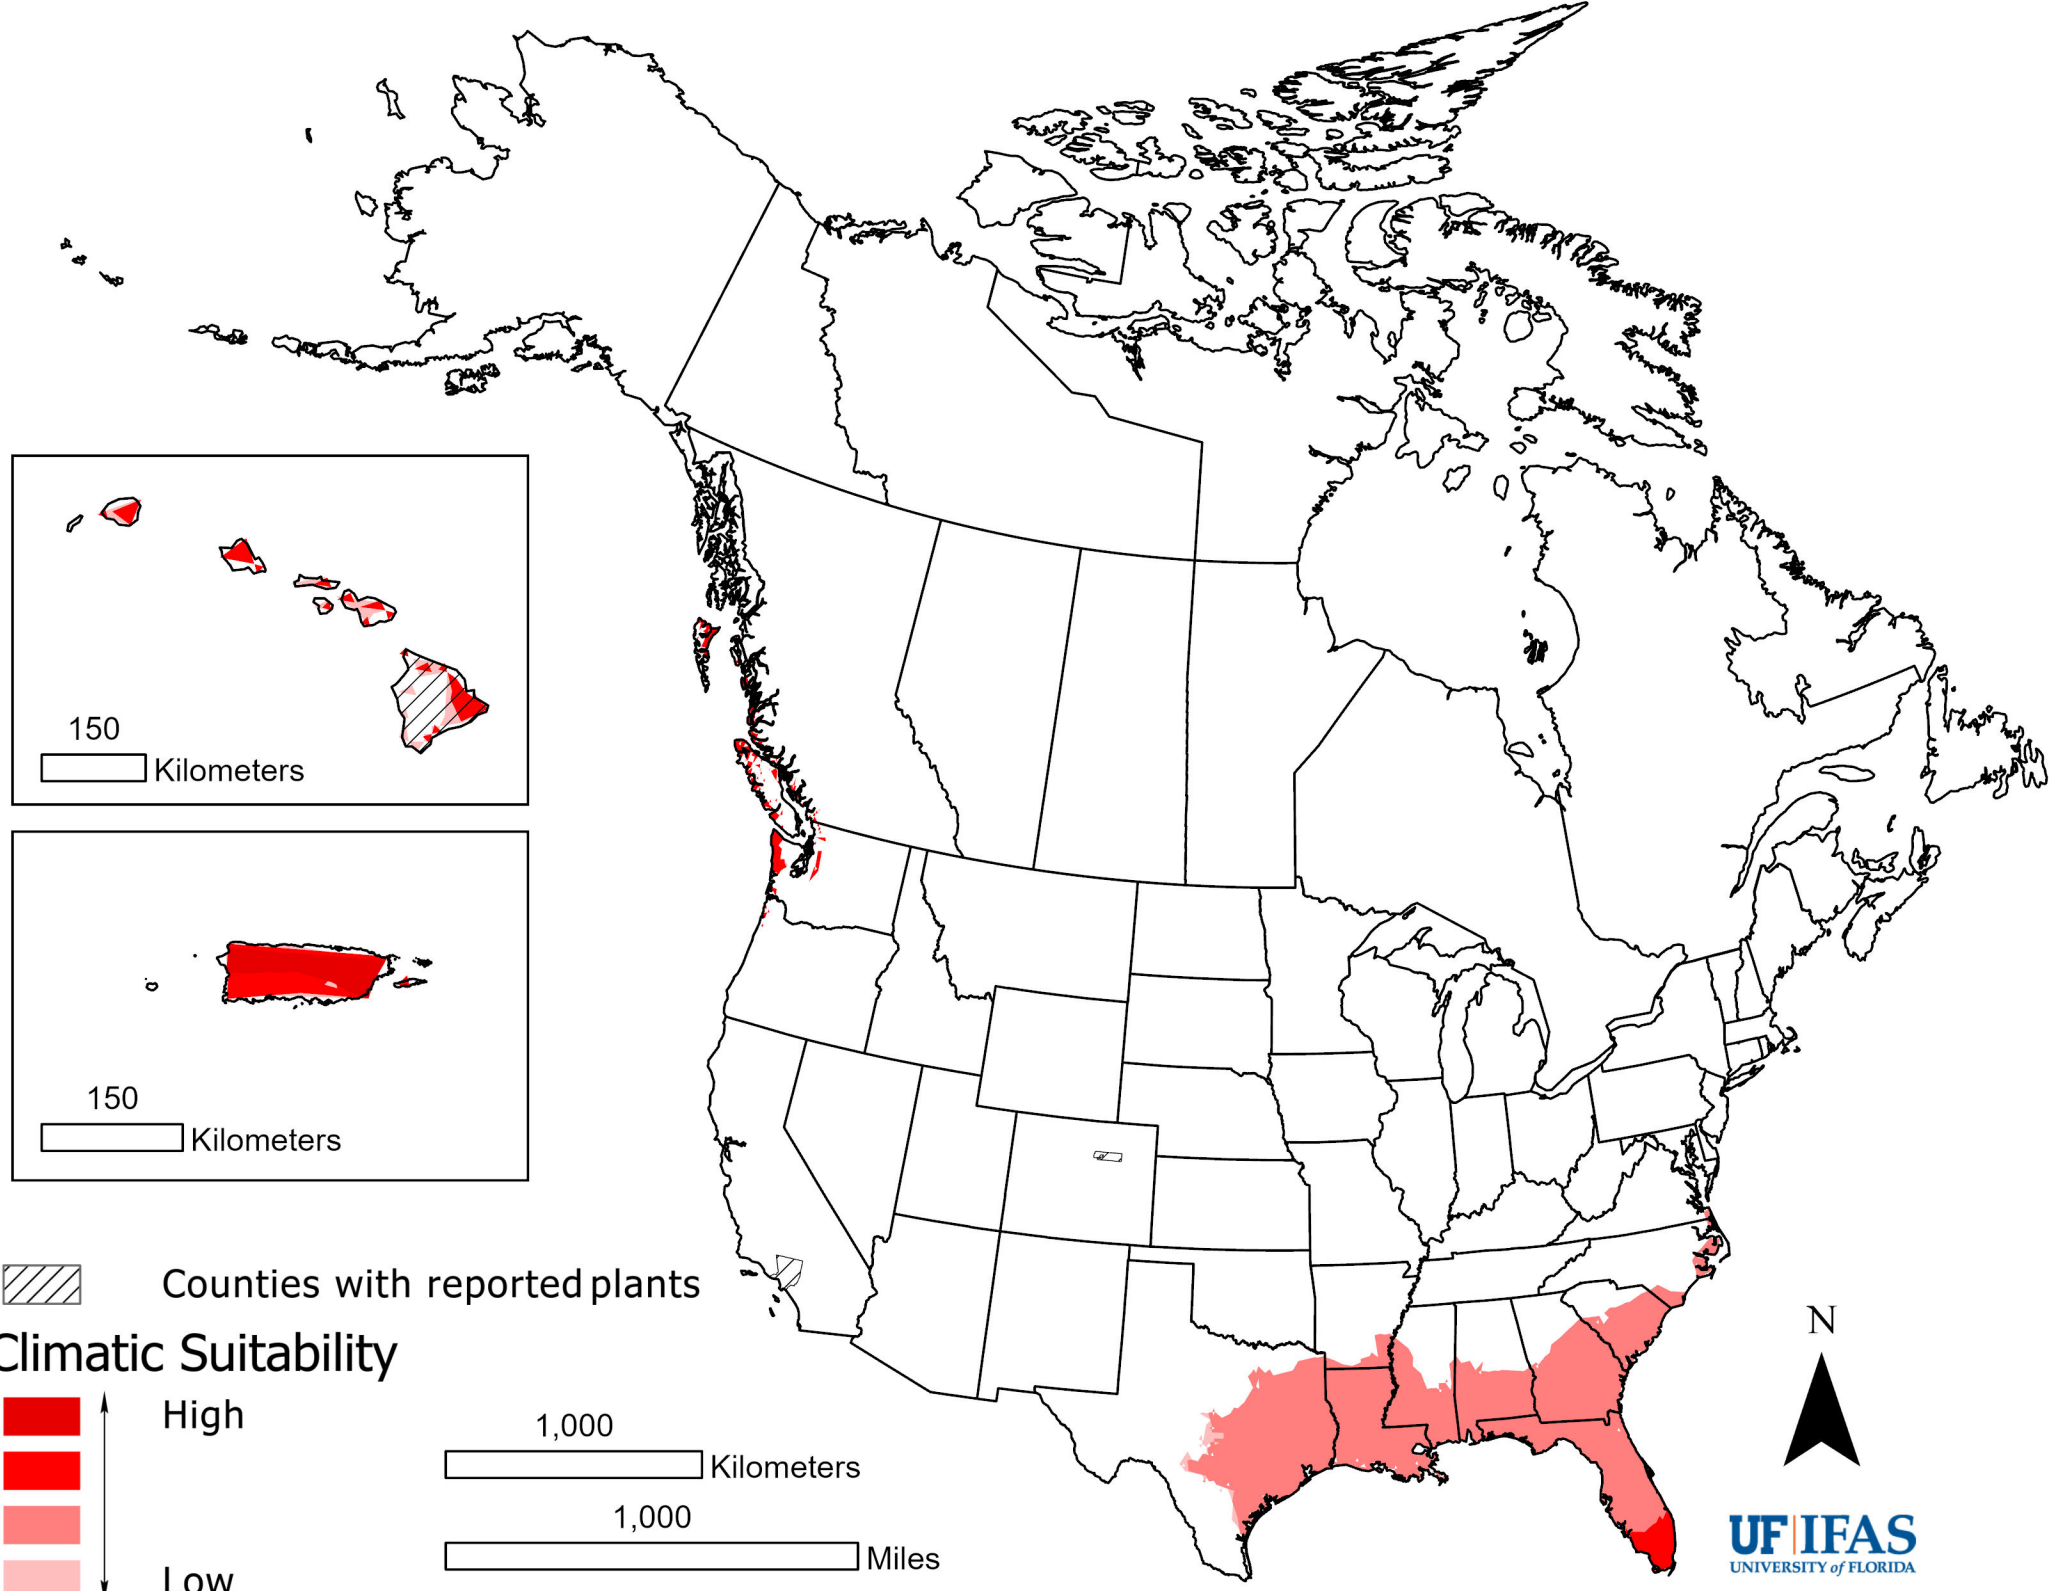 150
Kilometers
150
Kilometers
Counties with reported plants
Climatic Suitability
High
Low
1,000
Kilometers
1,000
Miles
N
UF IFAS
UNIVERSITY of FLORIDA